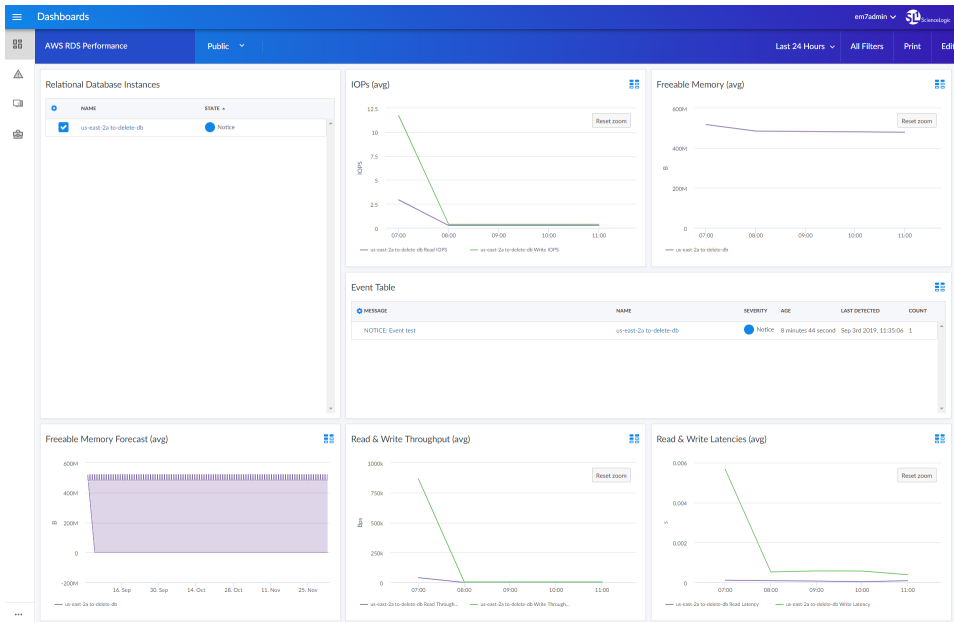 Dashboards
em7admin
ScienceLogic
AWS RDS Performance
Public
Last 24 Hours
All Filters
Print
Edit
Relational Database Instances
NAME
STATE
us-east-2a to-delete-db
Notice
IOPs (avg)
Reset zoom
12.5
10
7.5
5
2.5
0
IOPS
07:00 08:00 09:00 10:00 11:00
us-east-2a to-delete-db Read IOPS
us-east-2a to-delete-db Write IOPS
Freeable Memory (avg)
Reset zoom
600M
400M
200M
0
B
07:00 08:00 09:00 10:00 11:00
us-east-2a to-delete-db
Event Table
MESSAGE NAME SEVERITY AGE LAST DETECTED COUNT
NOTICE: Event test us-east-2a to-delete-db Notice 8 minutes 44 second Sep 3rd 2019, 11:35:06 1
Freeable Memory Forecast (avg)
600M
400M
200M
0
-200M
B
16. Sep 30. Sep 14. Oct 28. Oct 11. Nov 25. Nov
us-east-2a to-delete-db
Read & Write Throughput (avg)
Reset zoom
1000k
750k
500k
250k
0
Bps
07:00 08:00 09:00 10:00 11:00
us-east-2a to-delete-db Read Through...
us-east-2a to-delete-db Write Through...
Read & Write Latencies (avg)
Reset zoom
0.006
0.004
0.002
0
s
07:00 08:00 09:00 10:00 11:00
us-east-2a to-delete-db Read Latency
us-east-2a to-delete-db Write Latency